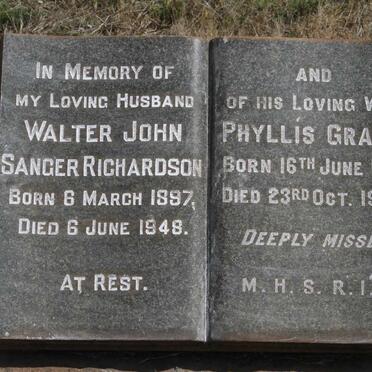 IN MEMORY OF
MY LOVING HUSBAND
WALTER JOHN
SANGER RICHARDSON
BORN 6 MARCH 1897,
DIED 6 JUNE 1948.
AT REST.
AND
OF HIS LOVING
PHYLLIS
BORN 16TH JUNE
DIED 23RD OCT.
DEEPLY
M. H. S. R. I.